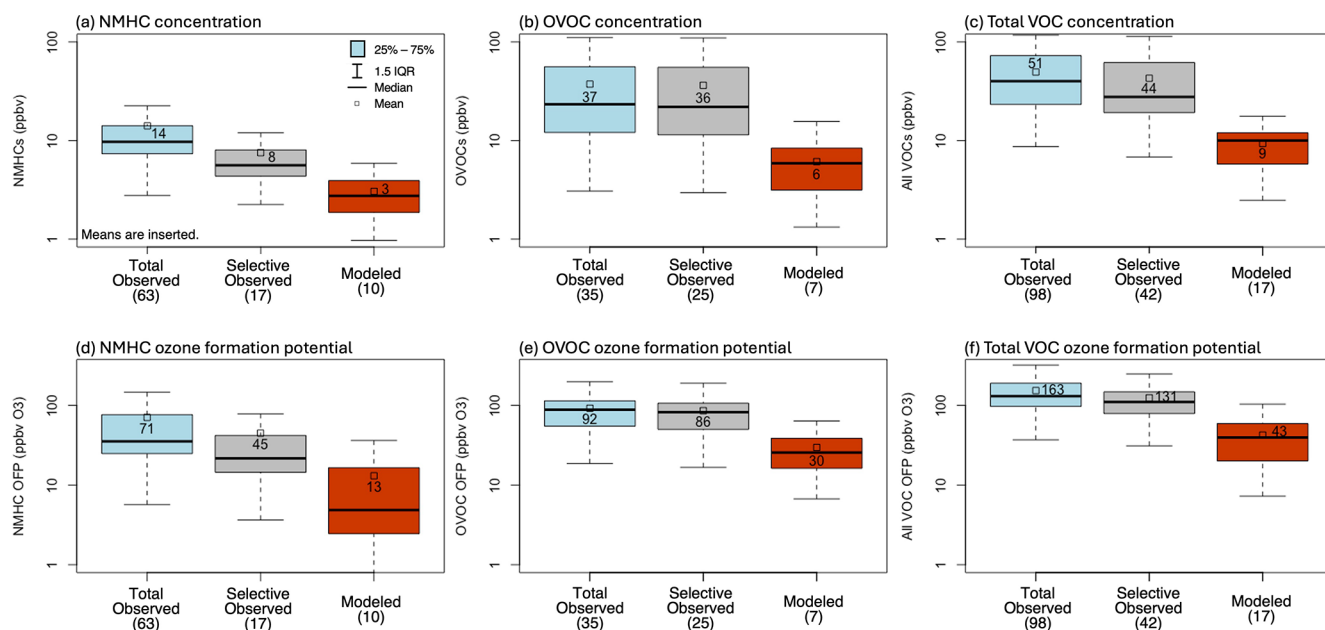 (a) NMHC concentration
NMHCs (ppbv)
100
10
1
25% – 75%
1.5 IQR
Median
Mean
14
8
3
Means are inserted.
Total Observed (63)
Selective Observed (17)
Modeled (10)
(b) OVOC concentration
OVOCs (ppbv)
100
10
1
37
36
6
Total Observed (35)
Selective Observed (25)
Modeled (7)
(c) Total VOC concentration
All VOCs (ppbv)
100
10
1
51
44
9
Total Observed (98)
Selective Observed (42)
Modeled (17)
(d) NMHC ozone formation potential
NMHC OFP (ppbv O3)
100
10
1
71
45
13
Total Observed (63)
Selective Observed (17)
Modeled (10)
(e) OVOC ozone formation potential
OVOC OFP (ppbv O3)
100
10
1
92
86
30
Total Observed (35)
Selective Observed (25)
Modeled (7)
(f) Total VOC ozone formation potential
All VOC OFP (ppbv O3)
100
10
1
163
131
43
Total Observed (98)
Selective Observed (42)
Modeled (17)